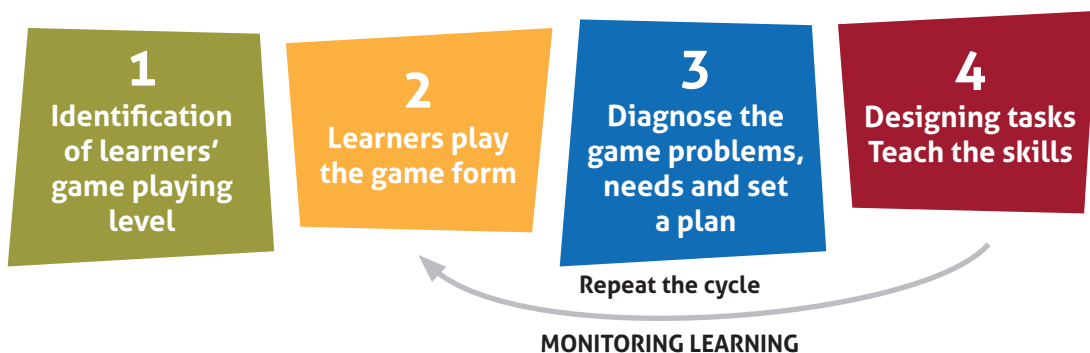 1
Identification
of learners'
game playing
level
2
Learners play
the game form
3
Diagnose the
game problems,
needs and set
a plan
4
Designing tasks
Teach the skills
Repeat the cycle
MONITORING LEARNING